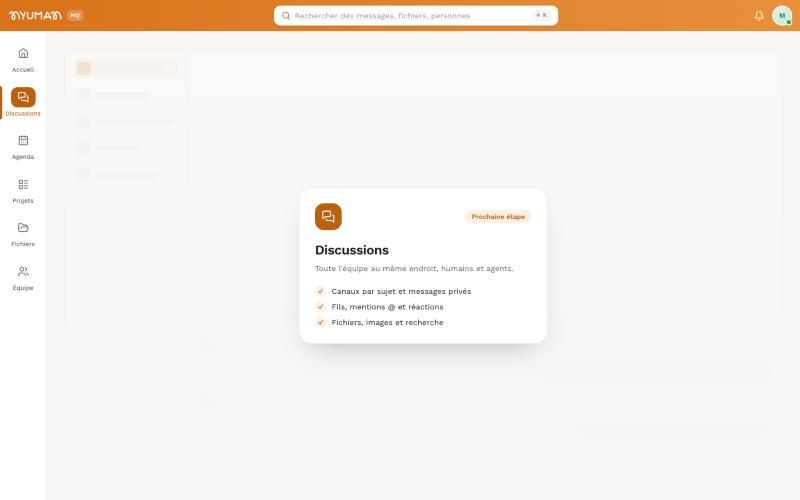 NYUMAN HQ
Rechercher des messages, fichiers, personnes
⌘ K
M
Accueil
Discussions
Agenda
Projets
Fichiers
Équipe
Prochaine étape
Discussions
Toute l'équipe au même endroit, humains et agents.
Canaux par sujet et messages privés
Fils, mentions @ et réactions
Fichiers, images et recherche